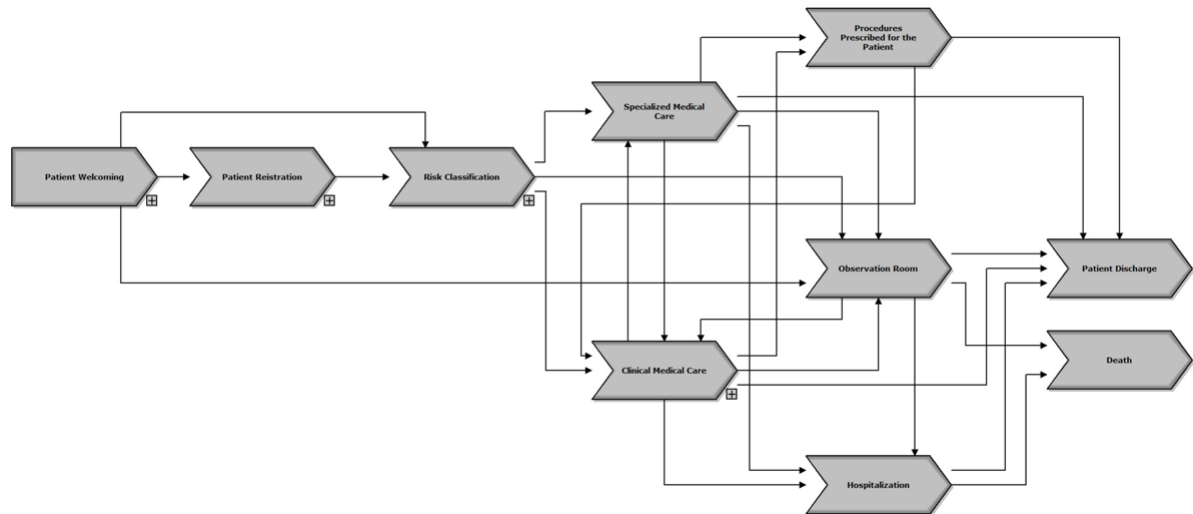 Procedures
Prescribed for the
Patient
Specialized Medical
Care
Patient Welcoming
Patient Reistration
Risk Classification
Observation Room
Patient Discharge
Clinical Medical Care
Death
Hospitalization